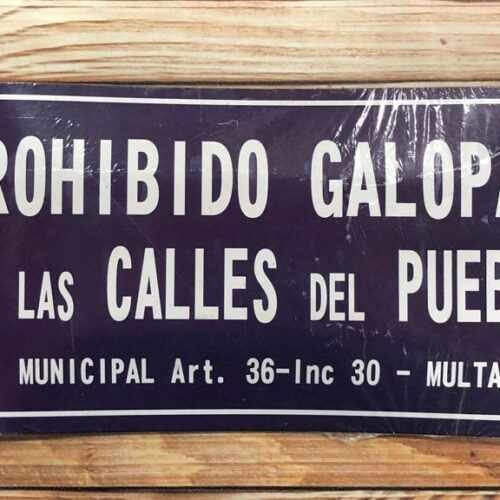 ROHIBIDO GALOPA
LAS CALLES DEL PUEB
MUNICIPAL Art. 36-Inc 30 - MULTA